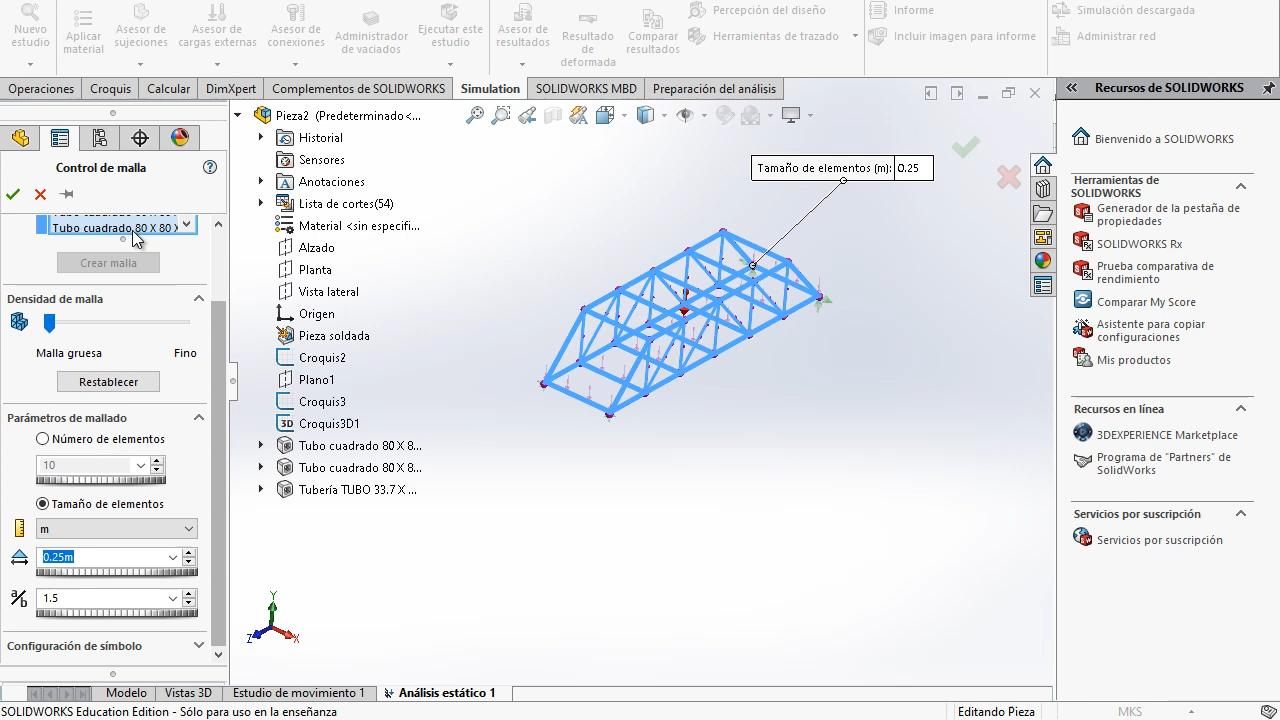 Nuevo
estudio
Aplicar
material
Asesor de
sujeciones
Asesor de
cargas externas
Asesor de
conexiones
Administrador
de vaciados
Ejecutar este
estudio
Asesor de
resultados
Resultado
de
deformada
Comparar
resultados
Percepción del diseño
Herramientas de trazado
Informe
Incluir imagen para informe
Simulación descargada
Administrar red
Operaciones
Croquis
Calcular
DimXpert
Complementos de SOLIDWORKS
Simulation
SOLIDWORKS MBD
Preparación del análisis
Control de malla
Tubo cuadrado 80 X 80 X
Crear malla
Densidad de malla
Malla gruesa
Fino
Restablecer
Parámetros de mallado
Número de elementos
10
Tamaño de elementos
m
0.25m
a/b
1.5
Configuración de símbolo
Pieza2 (Predeterminado<...
Historial
Sensores
Anotaciones
Lista de cortes(54)
Material <sin especifi...
Alzado
Planta
Vista lateral
Origen
Pieza soldada
Croquis2
Plano1
Croquis3
3D Croquis3D1
Tubo cuadrado 80 X 8...
Tubo cuadrado 80 X 8...
Tubería TUBO 33.7 X ...
Tamaño de elementos (m): 0.25
Y
Z
X
Recursos de SOLIDWORKS
Bienvenido a SOLIDWORKS
Herramientas de
SOLIDWORKS
Generador de la pestaña de
propiedades
SOLIDWORKS Rx
Prueba comparativa de
rendimiento
Comparar My Score
Asistente para copiar
configuraciones
Mis productos
Recursos en línea
3DEXPERIENCE Marketplace
Programa de "Partners" de
SolidWorks
Servicios por suscripción
Servicios por suscripción
Modelo
Vistas 3D
Estudio de movimiento 1
Análisis estático 1
SOLIDWORKS Education Edition - Sólo para uso en la enseñanza
Editando Pieza
MKS